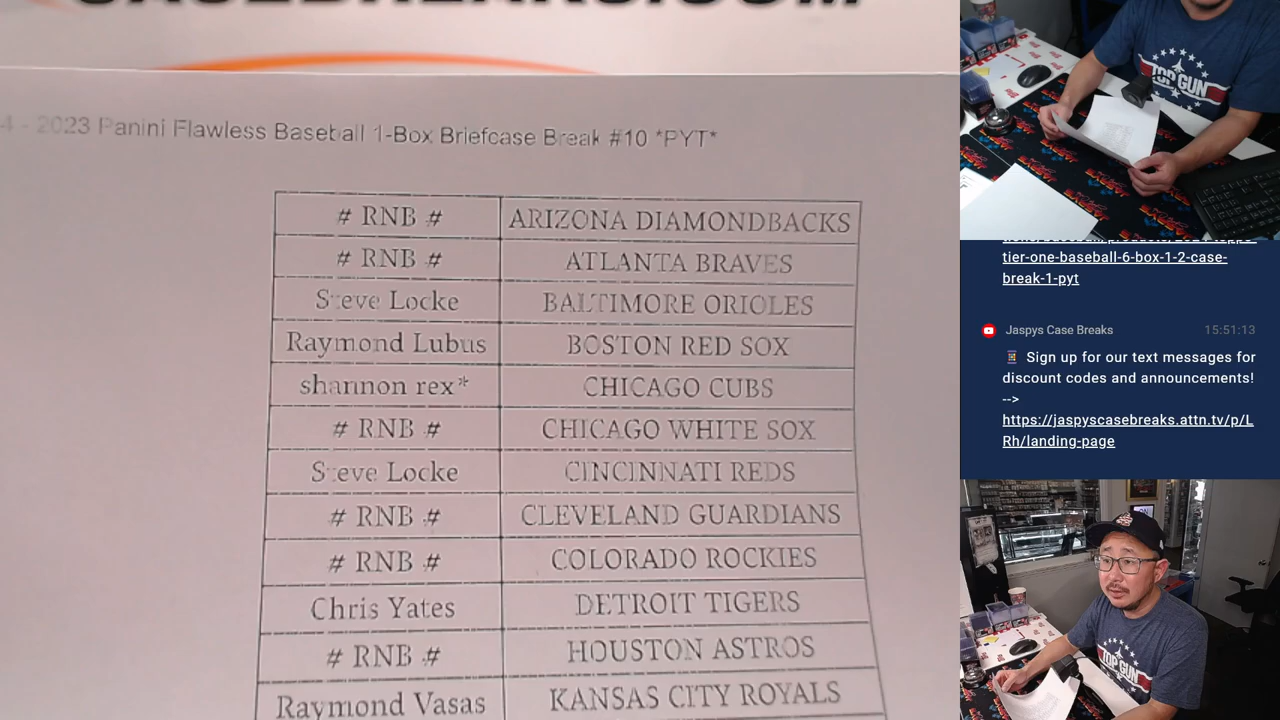 CASEBREAKS.COM
4 - 2023 Panini Flawless Baseball 1-Box Briefcase Break #10 *PYT*
# RNB # ARIZONA DIAMONDBACKS
# RNB # ATLANTA BRAVES
Steve Locke BALTIMORE ORIOLES
Raymond Lubus BOSTON RED SOX
shannon rex* CHICAGO CUBS
# RNB # CHICAGO WHITE SOX
Steve Locke CINCINNATI REDS
# RNB # CLEVELAND GUARDIANS
# RNB # COLORADO ROCKIES
Chris Yates DETROIT TIGERS
# RNB # HOUSTON ASTROS
Raymond Vasas KANSAS CITY ROYALS
TOP GUN
tier-one-baseball-6-box-1-2-case-
break-1-pyt
Jaspys Case Breaks 15:51:13
Sign up for our text messages for
discount codes and announcements!
-->
https://jaspyscasebreaks.attn.tv/p/L
Rh/landing-page
TOP GUN